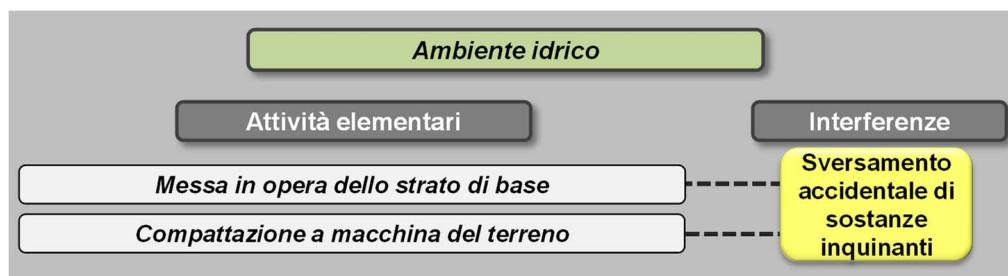 Ambiente idrico
Attività elementari
Interferenze
Messa in opera dello strato di base
Compattazione a macchina del terreno
Sversamento
accidentale di
sostanze
inquinanti